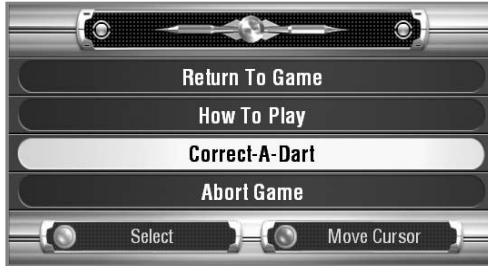 Return To Game
How To Play
Correct-A-Dart
Abort Game
Select Move Cursor